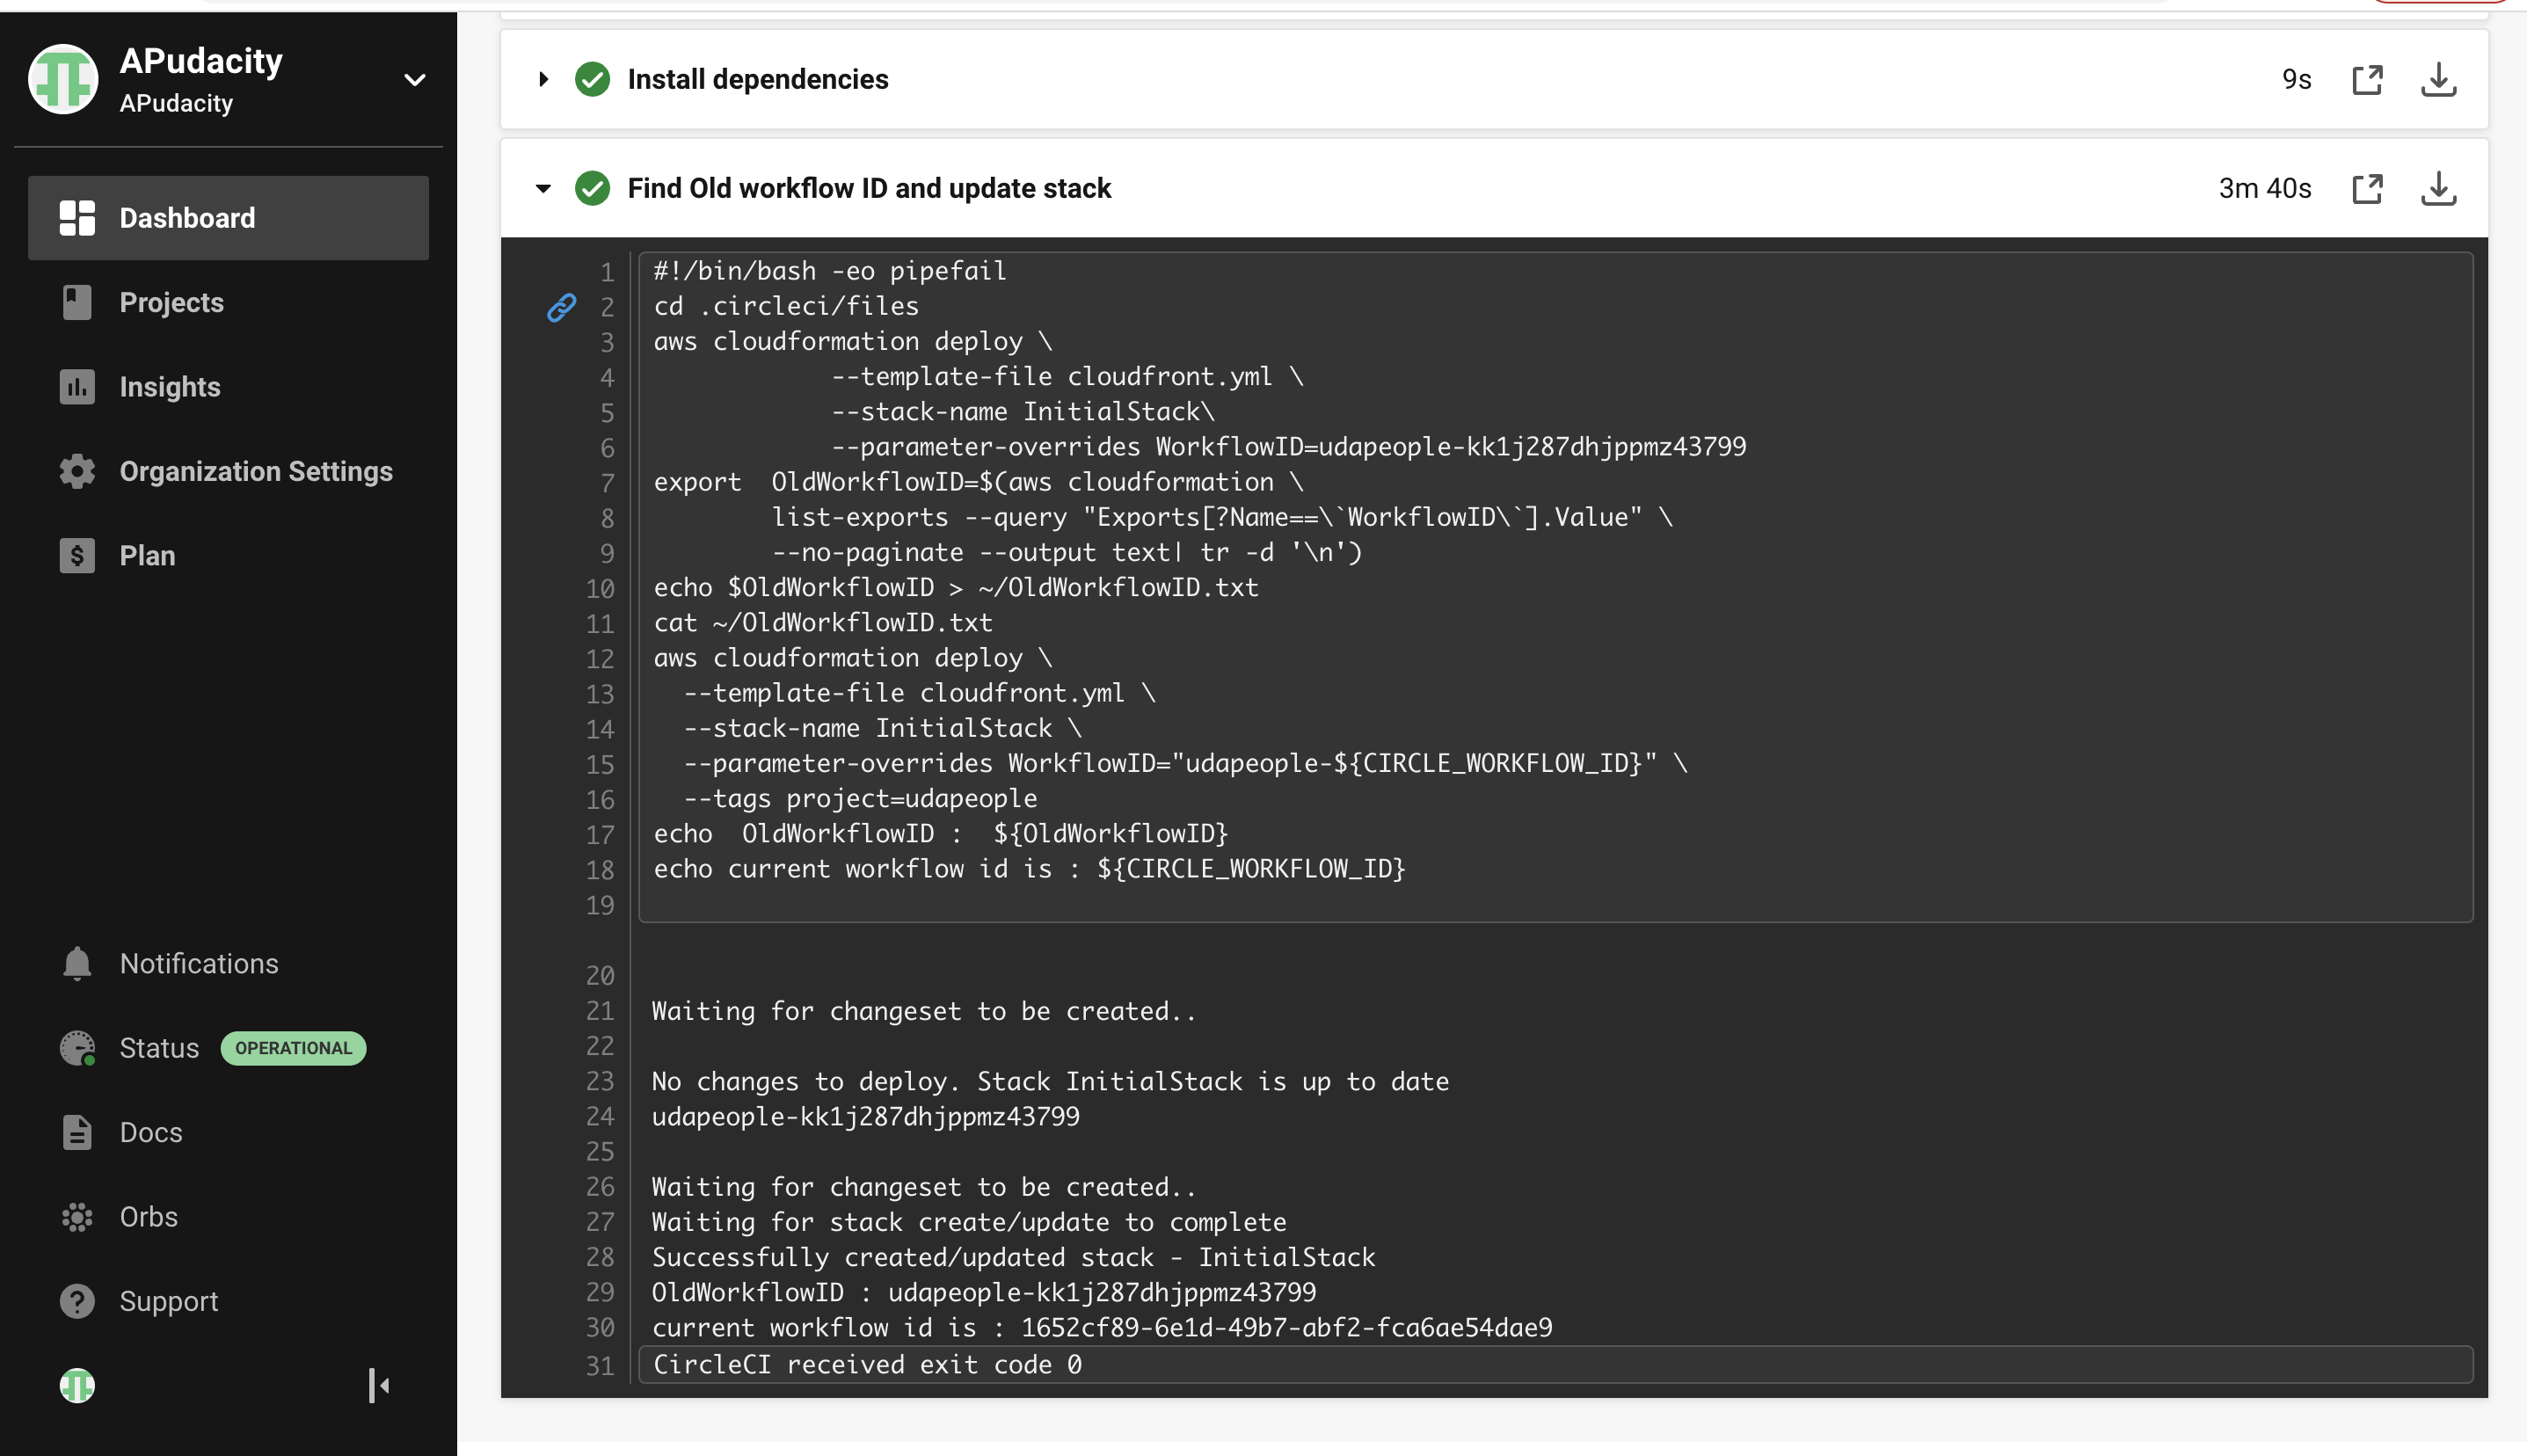 APudacity
APudacity
Dashboard
Projects
Insights
Organization Settings
Plan
Notifications
Status OPERATIONAL
Docs
Orbs
Support
Install dependencies 9s
Find Old workflow ID and update stack 3m 40s
1 #!/bin/bash -eo pipefail
2 cd .circleci/files
3 aws cloudformation deploy \
4             --template-file cloudfront.yml \
5             --stack-name InitialStack\
6             --parameter-overrides WorkflowID=udapeople-kk1j287dhjppmz43799
7 export  OldWorkflowID=$(aws cloudformation \
8         list-exports --query "Exports[?Name==\`WorkflowID\`].Value" \
9         --no-paginate --output text| tr -d '\n')
10 echo $OldWorkflowID > ~/OldWorkflowID.txt
11 cat ~/OldWorkflowID.txt
12 aws cloudformation deploy \
13   --template-file cloudfront.yml \
14   --stack-name InitialStack \
15   --parameter-overrides WorkflowID="udapeople-${CIRCLE_WORKFLOW_ID}" \
16   --tags project=udapeople
17 echo  OldWorkflowID :  ${OldWorkflowID}
18 echo current workflow id is : ${CIRCLE_WORKFLOW_ID}
19
20
21 Waiting for changeset to be created..
22
23 No changes to deploy. Stack InitialStack is up to date
24 udapeople-kk1j287dhjppmz43799
25
26 Waiting for changeset to be created..
27 Waiting for stack create/update to complete
28 Successfully created/updated stack - InitialStack
29 OldWorkflowID : udapeople-kk1j287dhjppmz43799
30 current workflow id is : 1652cf89-6e1d-49b7-abf2-fca6ae54dae9
31 CircleCI received exit code 0